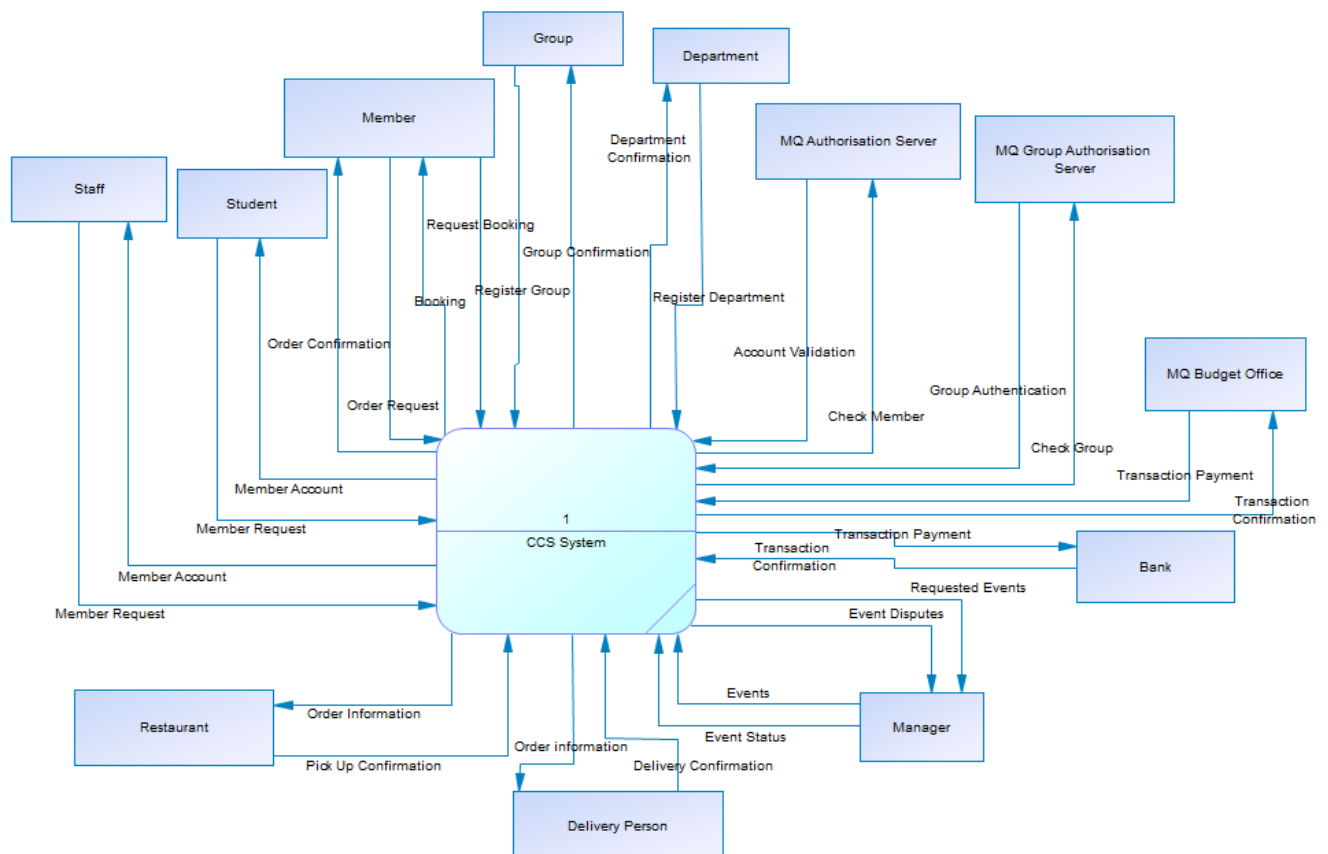 Group
Department
Member
Department
Confirmation
MQ Authorisation Server
MQ Group Authorisation
Server
Staff
Student
Request Booking
Group Confirmation
Register Group
Booking
Register Department
Order Confirmation
Account Validation
MQ Budget Office
Order Request
Group Authentication
Check Member
Check Group
Member Account
Transaction Payment
Member Request
Transaction
Confirmation
1
CCS System
Transaction Payment
Transaction
Confirmation
Bank
Member Account
Requested Events
Member Request
Event Disputes
Events
Restaurant
Order Information
Manager
Event Status
Order information
Pick Up Confirmation
Delivery Confirmation
Delivery Person